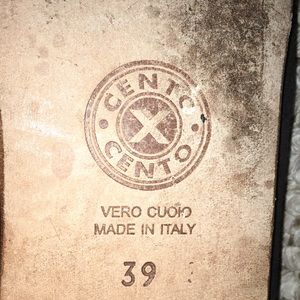 CENTO
X
CENTO
VERO CUOIO
MADE IN ITALY
39